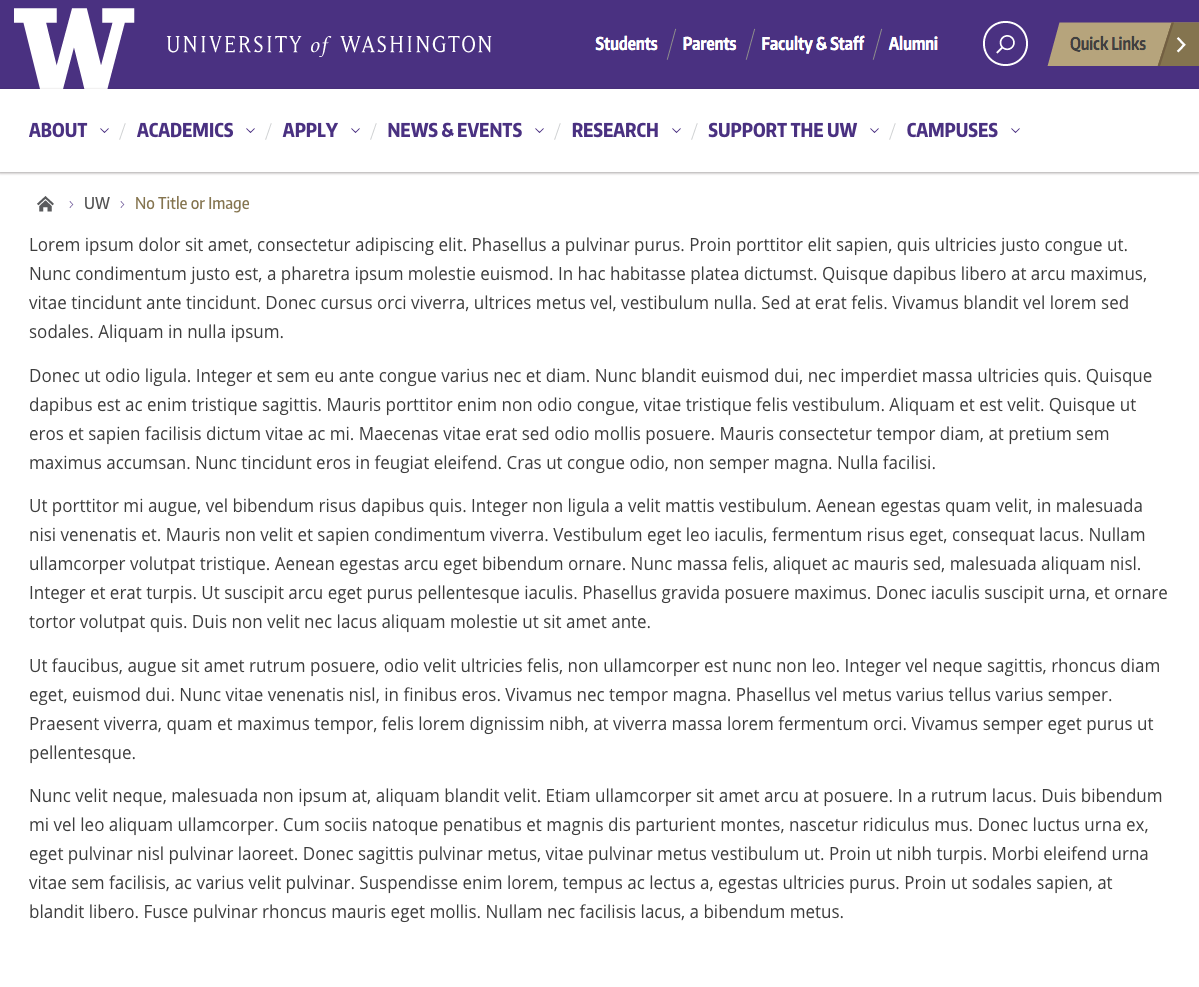 W UNIVERSITY of WASHINGTON Students Parents Faculty & Staff Alumni Quick Links
ABOUT ACADEMICS APPLY NEWS & EVENTS RESEARCH SUPPORT THE UW CAMPUSES
UW No Title or Image
Lorem ipsum dolor sit amet, consectetur adipiscing elit. Phasellus a pulvinar purus. Proin porttitor elit sapien, quis ultricies justo congue ut.
Nunc condimentum justo est, a pharetra ipsum molestie euismod. In hac habitasse platea dictumst. Quisque dapibus libero at arcu maximus,
vitae tincidunt ante tincidunt. Donec cursus orci viverra, ultrices metus vel, vestibulum nulla. Sed at erat felis. Vivamus blandit vel lorem sed
sodales. Aliquam in nulla ipsum.
Donec ut odio ligula. Integer et sem eu ante congue varius nec et diam. Nunc blandit euismod dui, nec imperdiet massa ultricies quis. Quisque
dapibus est ac enim tristique sagittis. Mauris porttitor enim non odio congue, vitae tristique felis vestibulum. Aliquam et est velit. Quisque ut
eros et sapien facilisis dictum vitae ac mi. Maecenas vitae erat sed odio mollis posuere. Mauris consectetur tempor diam, at pretium sem
maximus accumsan. Nunc tincidunt eros in feugiat eleifend. Cras ut congue odio, non semper magna. Nulla facilisi.
Ut porttitor mi augue, vel bibendum risus dapibus quis. Integer non ligula a velit mattis vestibulum. Aenean egestas quam velit, in malesuada
nisi venenatis et. Mauris non velit et sapien condimentum viverra. Vestibulum eget leo iaculis, fermentum risus eget, consequat lacus. Nullam
ullamcorper volutpat tristique. Aenean egestas arcu eget bibendum ornare. Nunc massa felis, aliquet ac mauris sed, malesuada aliquam nisl.
Integer et erat turpis. Ut suscipit arcu eget purus pellentesque iaculis. Phasellus gravida posuere maximus. Donec iaculis suscipit urna, et ornare
tortor volutpat quis. Duis non velit nec lacus aliquam molestie ut sit amet ante.
Ut faucibus, augue sit amet rutrum posuere, odio velit ultricies felis, non ullamcorper est nunc non leo. Integer vel neque sagittis, rhoncus diam
eget, euismod dui. Nunc vitae venenatis nisl, in finibus eros. Vivamus nec tempor magna. Phasellus vel metus varius tellus varius semper.
Praesent viverra, quam et maximus tempor, felis lorem dignissim nibh, at viverra massa lorem fermentum orci. Vivamus semper eget purus ut
pellentesque.
Nunc velit neque, malesuada non ipsum at, aliquam blandit velit. Etiam ullamcorper sit amet arcu at posuere. In a rutrum lacus. Duis bibendum
mi vel leo aliquam ullamcorper. Cum sociis natoque penatibus et magnis dis parturient montes, nascetur ridiculus mus. Donec luctus urna ex,
eget pulvinar nisl pulvinar laoreet. Donec sagittis pulvinar metus, vitae pulvinar metus vestibulum ut. Proin ut nibh turpis. Morbi eleifend urna
vitae sem facilisis, ac varius velit pulvinar. Suspendisse enim lorem, tempus ac lectus a, egestas ultricies purus. Proin ut sodales sapien, at
blandit libero. Fusce pulvinar rhoncus mauris eget mollis. Nullam nec facilisis lacus, a bibendum metus.